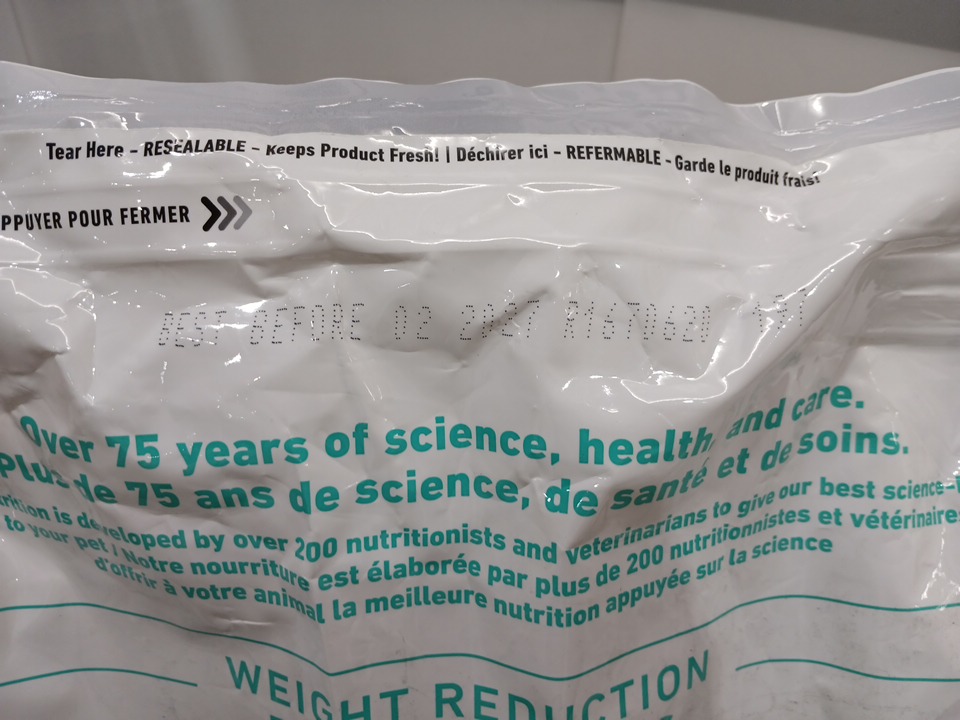 Tear Here – RESEALABLE – Keeps Product Fresh! | Déchirer ici – REFERMABLE – Garde le produit frais!
PPUYER POUR FERMER
BEST BEFORE 02 2027 R1670620
Over 75 years of science, health, and care.
Plus de 75 ans de science, de santé et de soins.
rition is developed by over 200 nutritionists and veterinarians to give our best science-
to your pet / Notre nourriture est élaborée par plus de 200 nutritionnistes et vétérinaires
d'offrir à votre animal la meilleure nutrition appuyée sur la science
WEIGHT REDUCTION